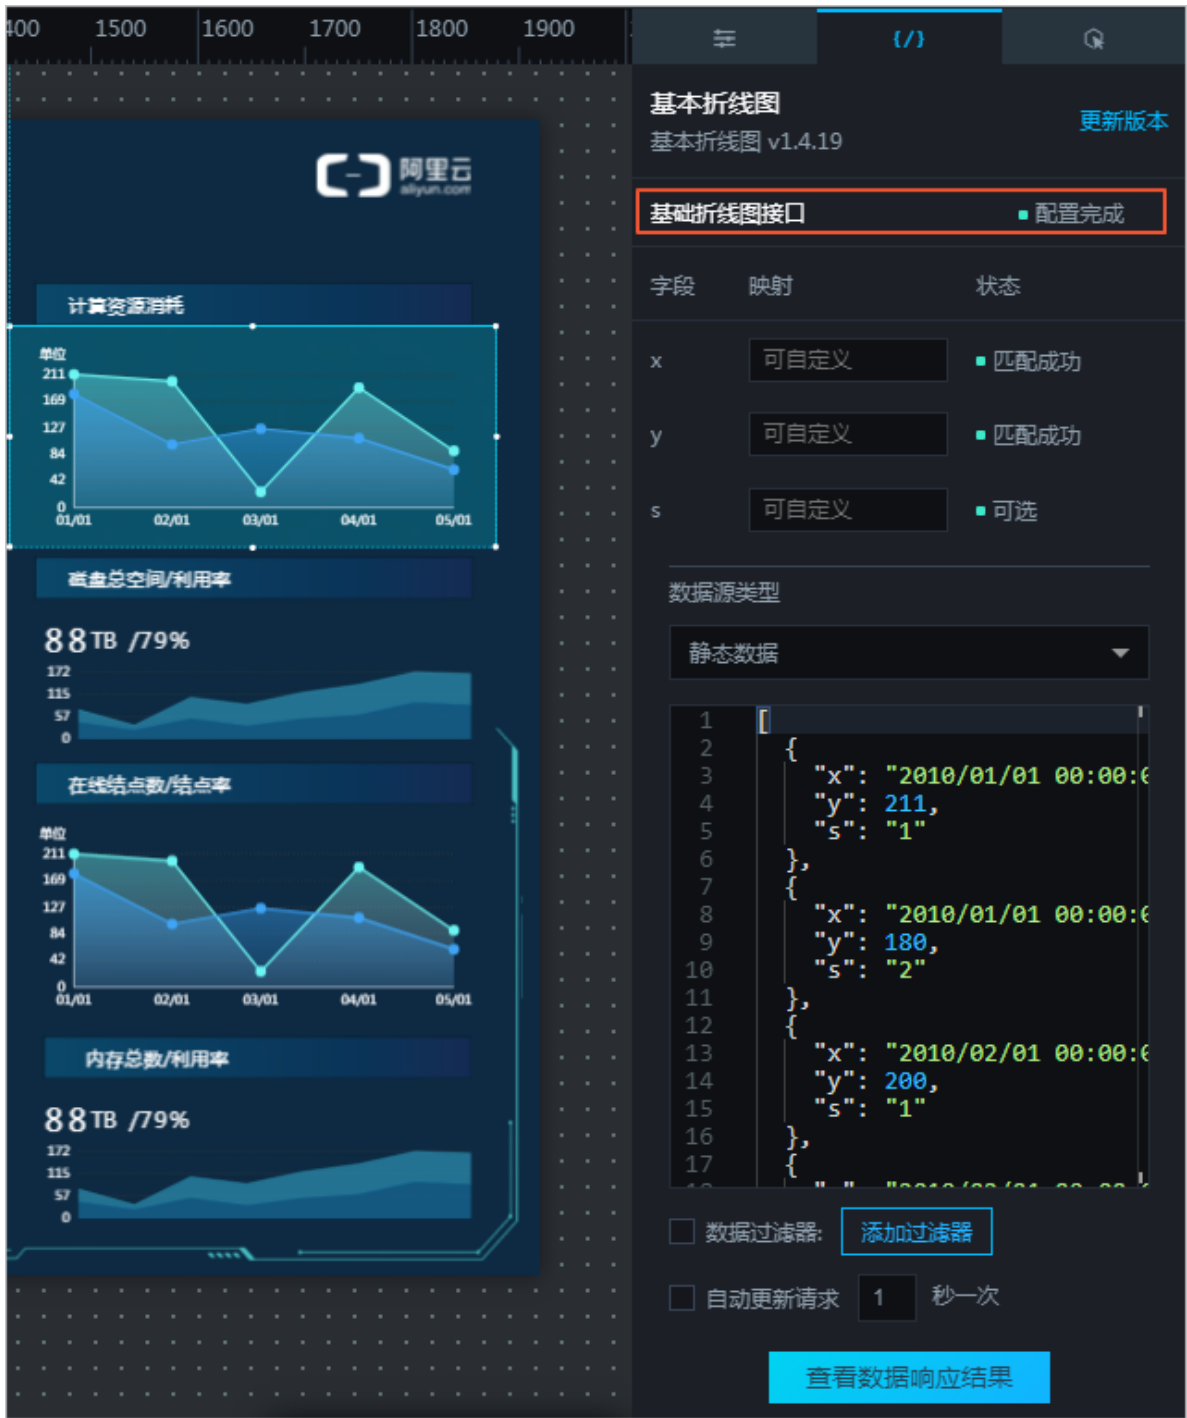 400 1500 1600 1700 1800 1900
{/}
阿里云
aliyun.com
计算资源消耗
单位
211
169
127
84
42
0
01/01 02/01 03/01 04/01 05/01
磁盘总空间/利用率
88TB /79%
172
115
57
0
在线结点数/结点率
单位
211
169
127
84
42
0
01/01 02/01 03/01 04/01 05/01
内存总数/利用率
88TB /79%
172
115
57
0
基本折线图
基本折线图 v1.4.19
更新版本
基础折线图接口 配置完成
字段 映射 状态
x 可自定义 匹配成功
y 可自定义 匹配成功
s 可自定义 可选
数据源类型
静态数据
1 [
2 {
3 "x": "2010/01/01 00:00:0
4 "y": 211,
5 "s": "1"
6 },
7 {
8 "x": "2010/01/01 00:00:0
9 "y": 180,
10 "s": "2"
11 },
12 {
13 "x": "2010/02/01 00:00:0
14 "y": 200,
15 "s": "1"
16 },
17 {
数据过滤器: 添加过滤器
自动更新请求 1 秒一次
查看数据响应结果